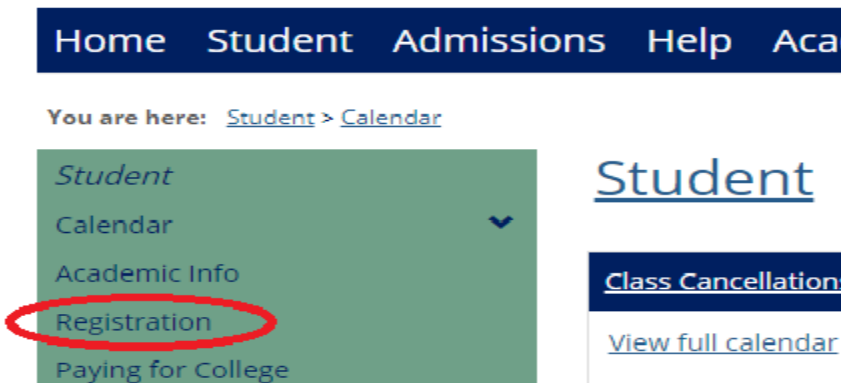 Home Student Admissions Help
You are here: Student > Calendar
Student
Calendar
Academic Info
Registration
Paying for College
Student
Class Cancellations
View full calendar